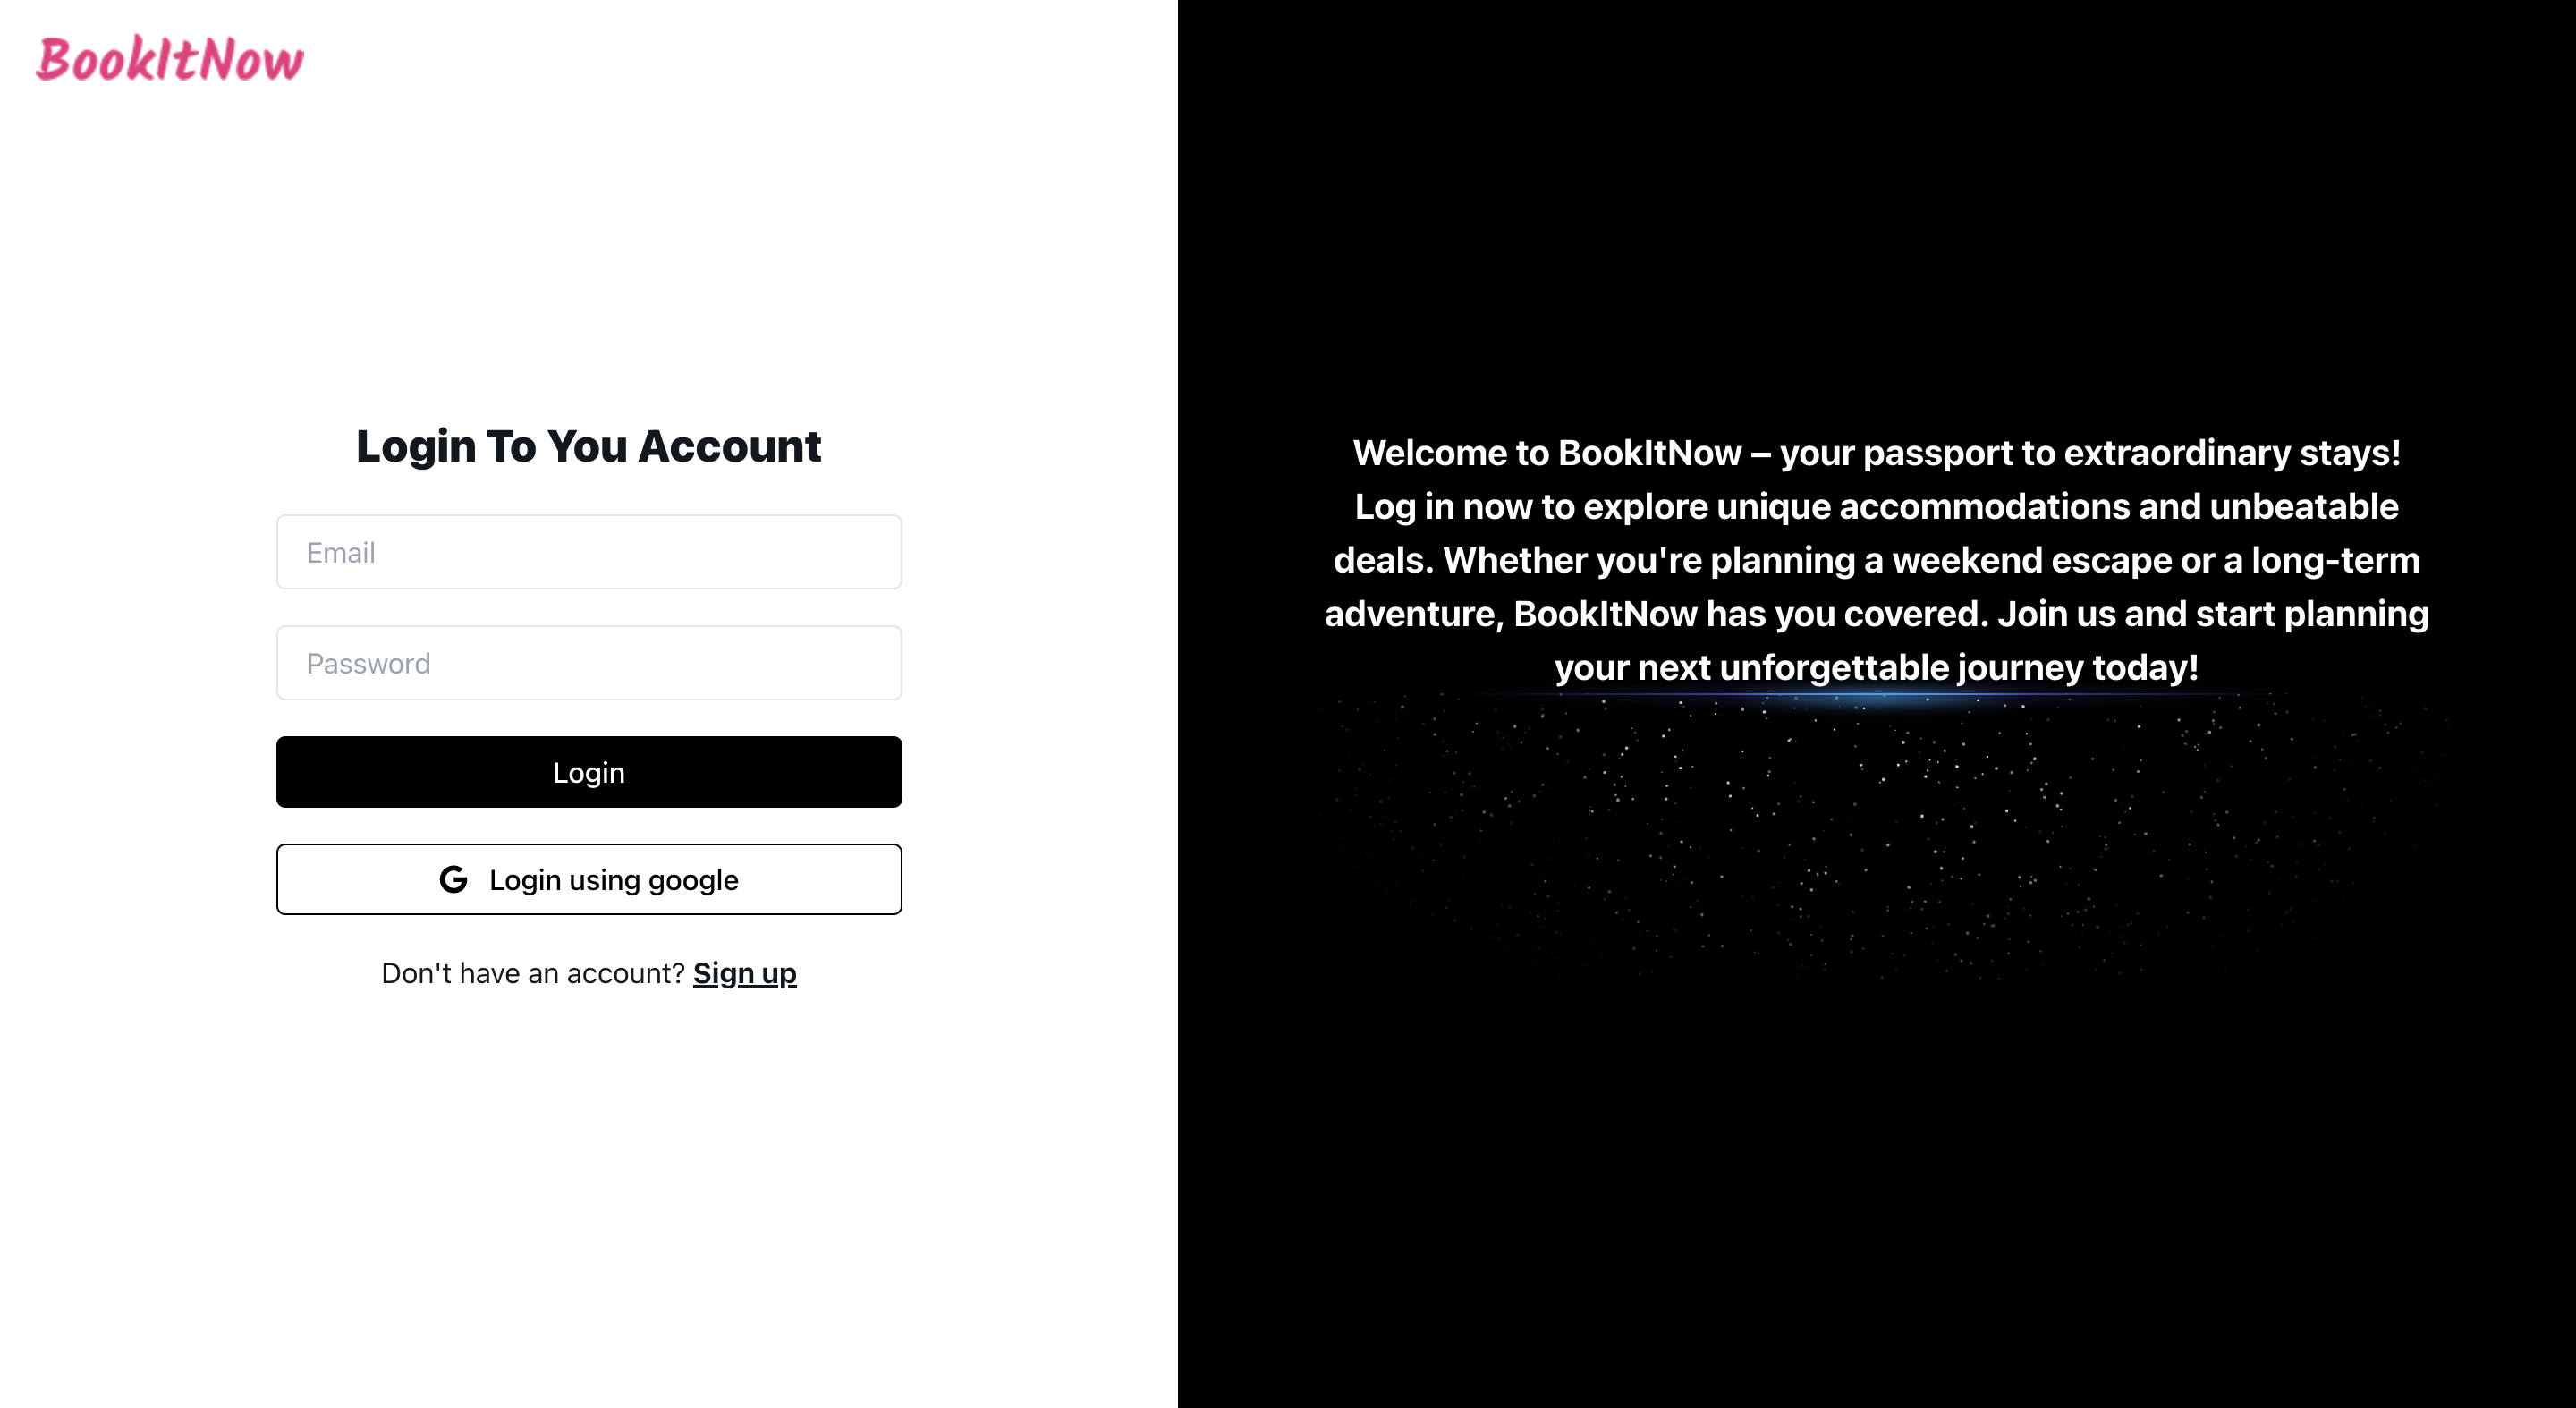 BookItNow
Login To You Account
Email
Password
Login
Login using google
Don't have an account? Sign up
Welcome to BookItNow – your passport to extraordinary stays!
Log in now to explore unique accommodations and unbeatable
deals. Whether you're planning a weekend escape or a long-term
adventure, BookItNow has you covered. Join us and start planning
your next unforgettable journey today!